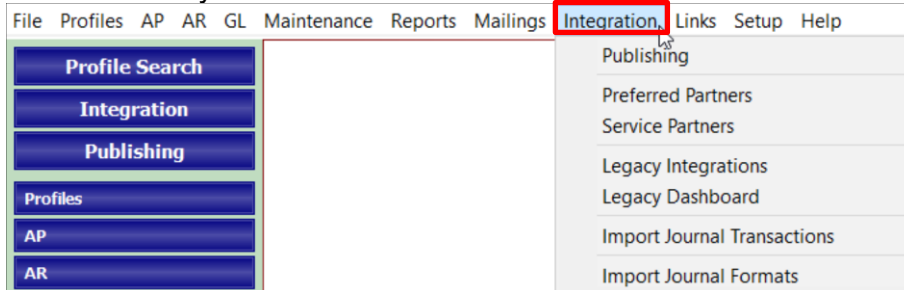 File Profiles AP AR GL Maintenance Reports Mailings Integration Links Setup Help
Profile Search
Integration
Publishing
Profiles
AP
AR
Publishing
Preferred Partners
Service Partners
Legacy Integrations
Legacy Dashboard
Import Journal Transactions
Import Journal Formats